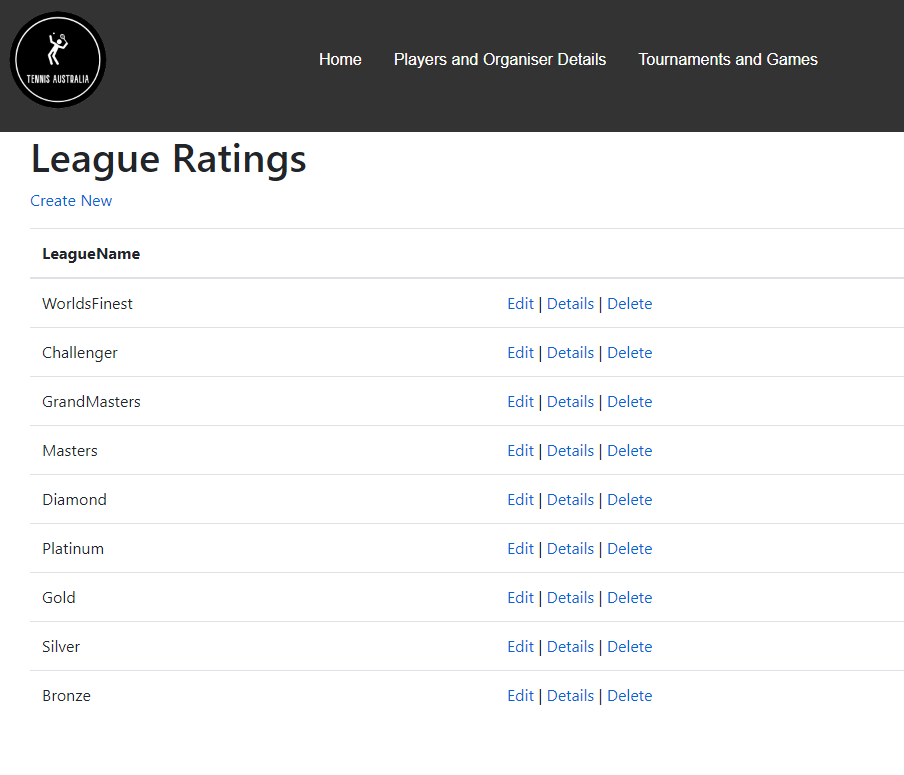 TENNIS AUSTRALIA
Home Players and Organiser Details Tournaments and Games
League Ratings
Create New
LeagueName
WorldsFinest Edit | Details | Delete
Challenger Edit | Details | Delete
GrandMasters Edit | Details | Delete
Masters Edit | Details | Delete
Diamond Edit | Details | Delete
Platinum Edit | Details | Delete
Gold Edit | Details | Delete
Silver Edit | Details | Delete
Bronze Edit | Details | Delete